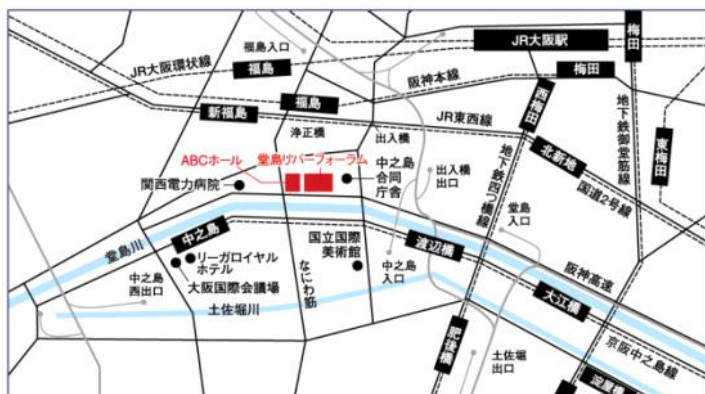 福島入口
JR大阪駅
梅田
JR大阪環状線
福島
阪神本線
梅田
新福島
福島
JR東西線
西梅田
地下鉄御堂筋線
浄正橋
出入橋
東梅田
ABCホール
堂島リバーフォーラム
中之島
合同
庁舎
出入橋
出口
地下鉄四つ橋線
北新地
国道2号線
関西電力病院
堂島
入口
堂島川
中之島
国立国際
美術館
渡辺橋
リーガロイヤル
ホテル
なにわ筋
中之島
入口
阪神高速
中之島
西出口
大阪国際会議場
大江橋
土佐堀川
肥後橋
土佐堀
出口
京阪中之島線